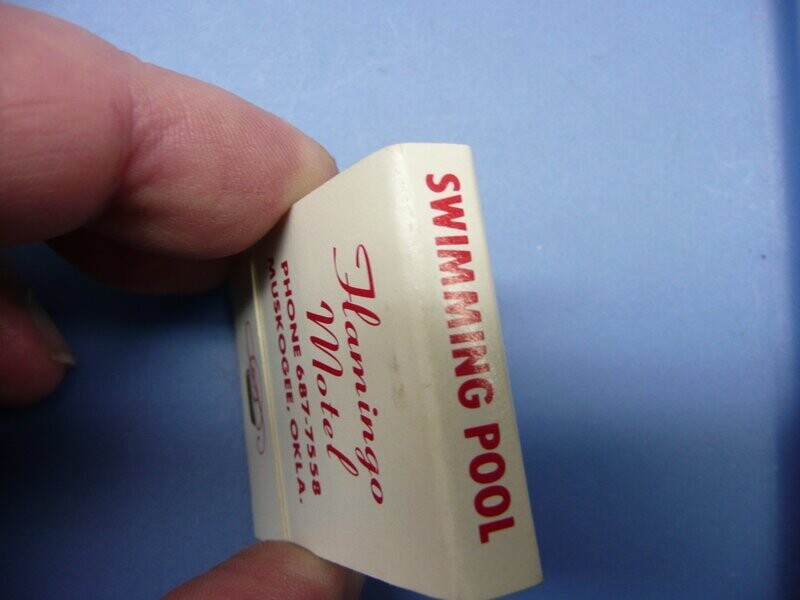 SWIMMING POOL
Flamingo
Motel
PHONE 687-7558
MUSKOGEE, OKLA.